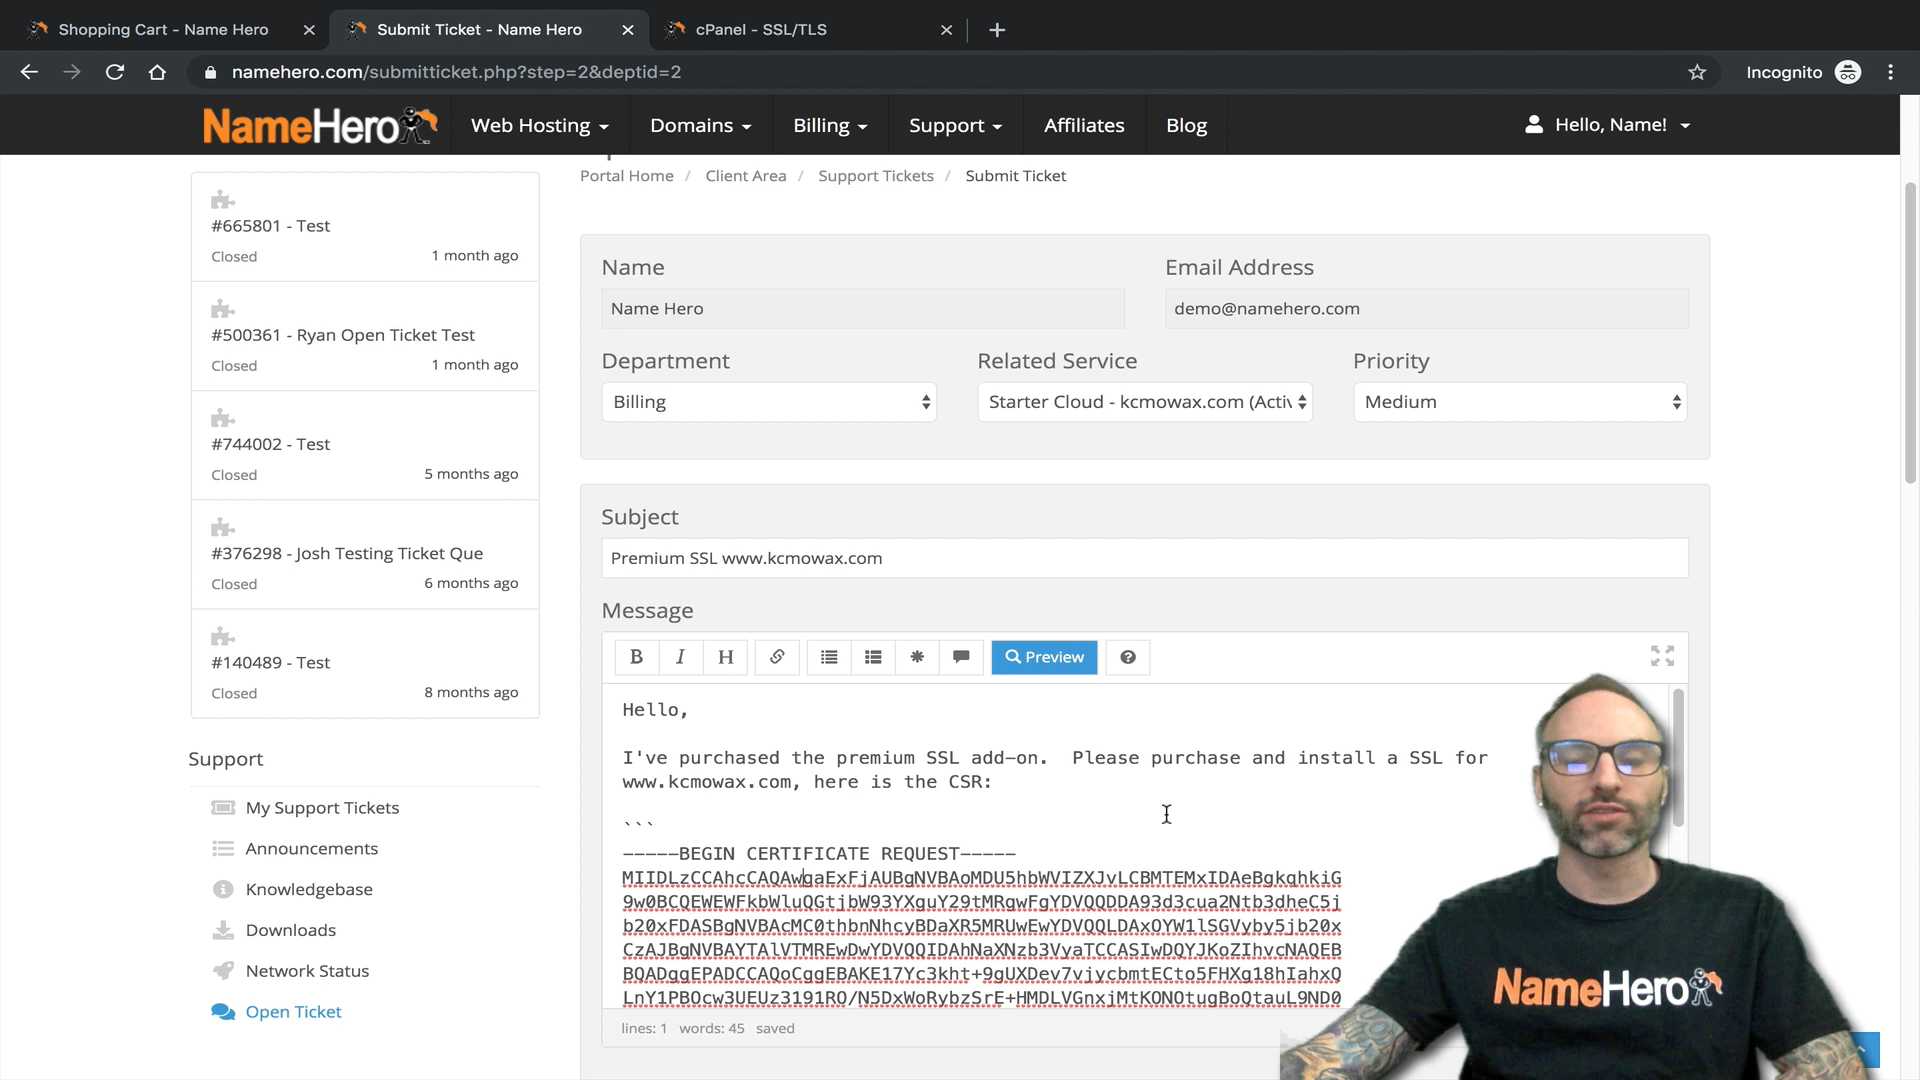 Shopping Cart - Name Hero
Submit Ticket - Name Hero
cPanel - SSL/TLS
namehero.com/submitticket.php?step=2&deptid=2
Incognito
NameHero
Web Hosting
Domains
Billing
Support
Affiliates
Blog
Hello, Name!
Portal Home / Client Area / Support Tickets / Submit Ticket
#665801 - Test
Closed
1 month ago
#500361 - Ryan Open Ticket Test
Closed
1 month ago
#744002 - Test
Closed
5 months ago
#376298 - Josh Testing Ticket Que
Closed
6 months ago
#140489 - Test
Closed
8 months ago
Support
My Support Tickets
Announcements
Knowledgebase
Downloads
Network Status
Open Ticket
Name
Name Hero
Email Address
demo@namehero.com
Department
Billing
Related Service
Starter Cloud - kcmowax.com (Activ
Priority
Medium
Subject
Premium SSL www.kcmowax.com
Message
B I H
Preview
Hello,
I've purchased the premium SSL add-on.  Please purchase and install a SSL for
www.kcmowax.com, here is the CSR:
```
-----BEGIN CERTIFICATE REQUEST-----
MIIDLzCCAhcCAQAwgaExFjAUBgNVBAoMDU5hbWVIZXJvLCBMTEMxIDAeBgkqhkiG
9w0BCQEWEWFkbWluQGtjbW93YXguY29tMRgwFgYDVQQDDA93d3cua2Ntb3dheC5j
b20xFDASBgNVBAcMC0thbnNhcyBDaXR5MRUwEwYDVQQLDAxOYW1lSGVyby5jb20x
CzAJBgNVBAYTAlVTMREwDwYDVQQIDAhNaXNzb3VyaTCCASIwDQYJKoZIhvcNAQEB
BQADggEPADCCAQoCggEBAKE17Yc3kht+9gUXDev7vjycbmtECto5FHXg18hIahxQ
LnY1PBOcw3UEUz3191RO/N5DxWoRybzSrE+HMDLVGnxjMtKONOtugBoQtauL9ND0
lines: 1 words: 45 saved
NameHero